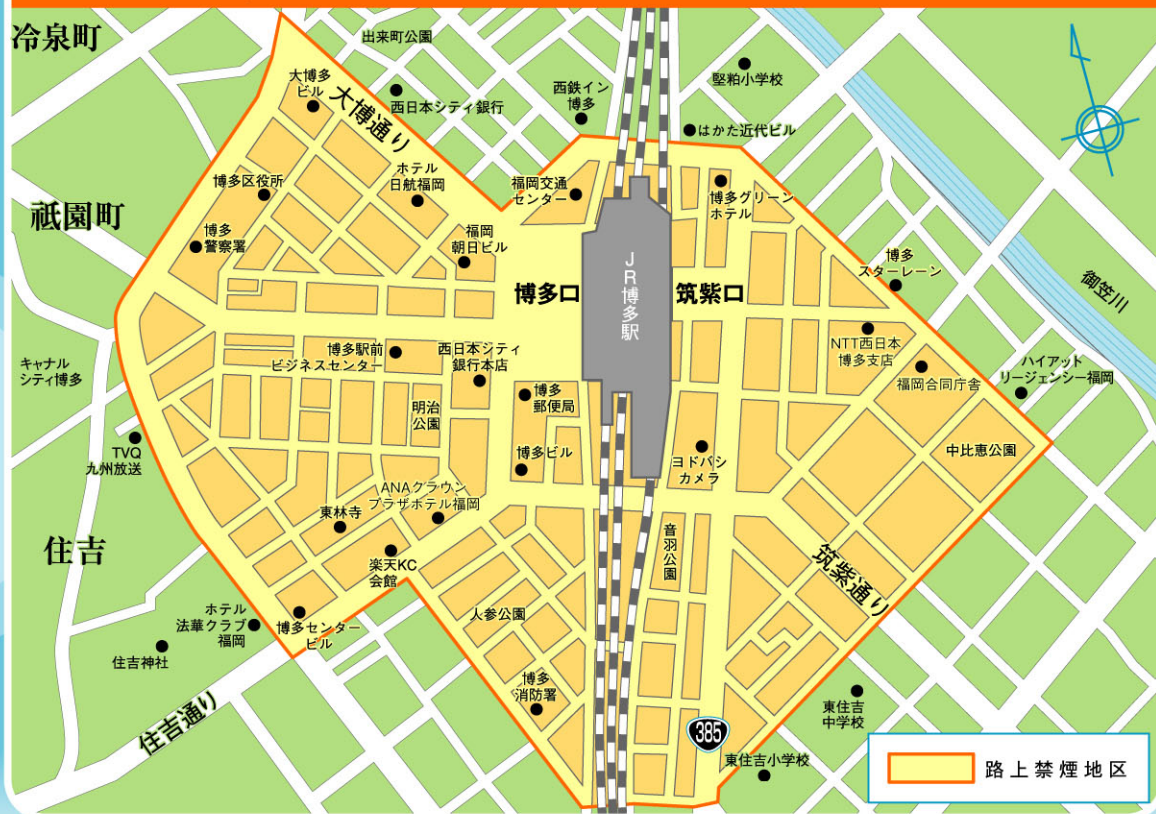 冷泉町
出来町公園
大博多
ビル
大博通り
西日本シティ銀行
西鉄イン
博多
堅粕小学校
はかた近代ビル
博多区役所
ホテル
日航福岡
福岡交通
センター
博多グリーン
ホテル
祇園町
博多
警察署
福岡
朝日ビル
博多口
JR博多駅
筑紫口
博多
スターレーン
御笠川
キャナル
シティ博多
博多駅前
ビジネスセンター
西日本シティ
銀行本店
NTT西日本
博多支店
福岡合同庁舎
ハイアット
リージェンシー福岡
明治
公園
博多
郵便局
TVQ
九州放送
博多ビル
ヨドバシ
カメラ
中比恵公園
ANAクラウン
プラザホテル福岡
東林寺
住吉
楽天KC
会館
音羽公園
筑紫通り
ホテル
法華クラブ
福岡
博多センター
ビル
人参公園
住吉神社
博多
消防署
東住吉
中学校
住吉通り
385
東住吉小学校
路上禁煙地区